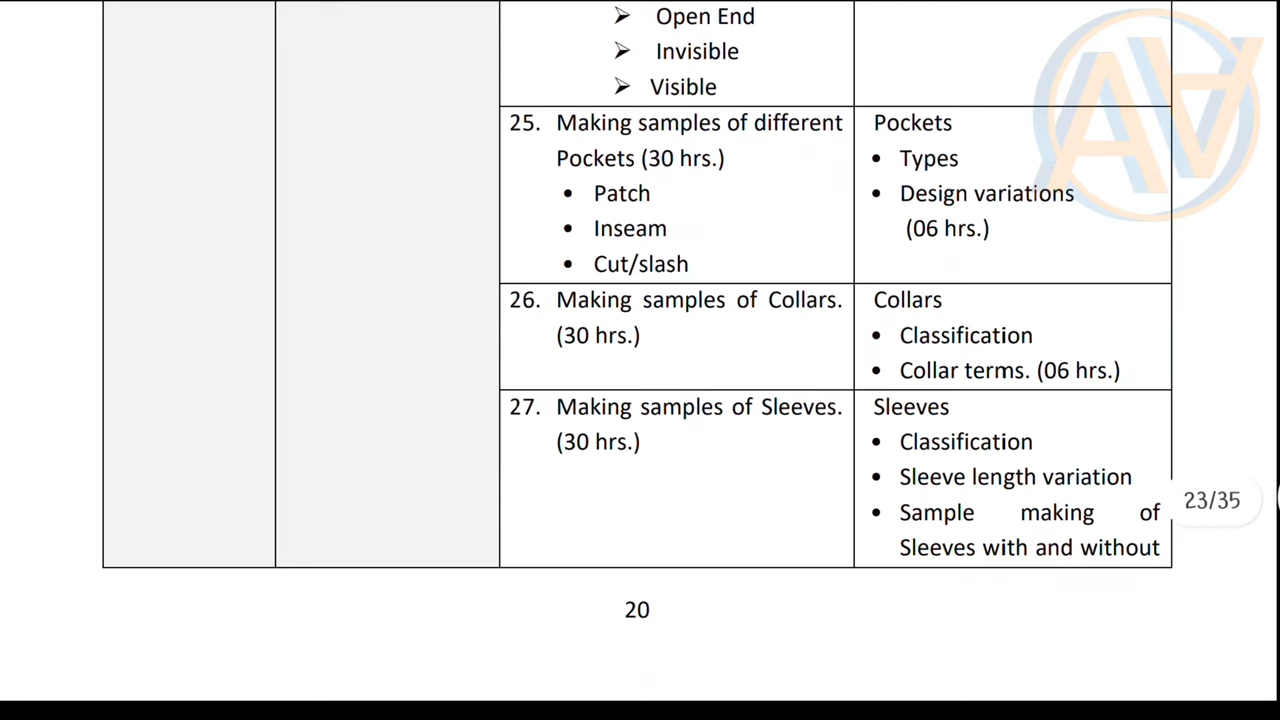 ➢ Open End
➢ Invisible
➢ Visible
25. Making samples of different
Pockets (30 hrs.)
• Patch
• Inseam
• Cut/slash
Pockets
• Types
• Design variations
(06 hrs.)
26. Making samples of Collars.
(30 hrs.)
Collars
• Classification
• Collar terms. (06 hrs.)
27. Making samples of Sleeves.
(30 hrs.)
Sleeves
• Classification
• Sleeve length variation
• Sample making of
Sleeves with and without
23/35
20